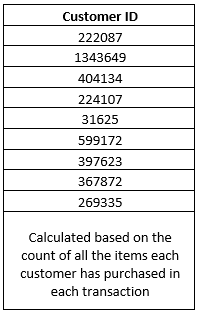 Customer ID
222087
1343649
404134
224107
31625
599172
397623
367872
269335
Calculated based on the
count of all the items each
customer has purchased in
each transaction